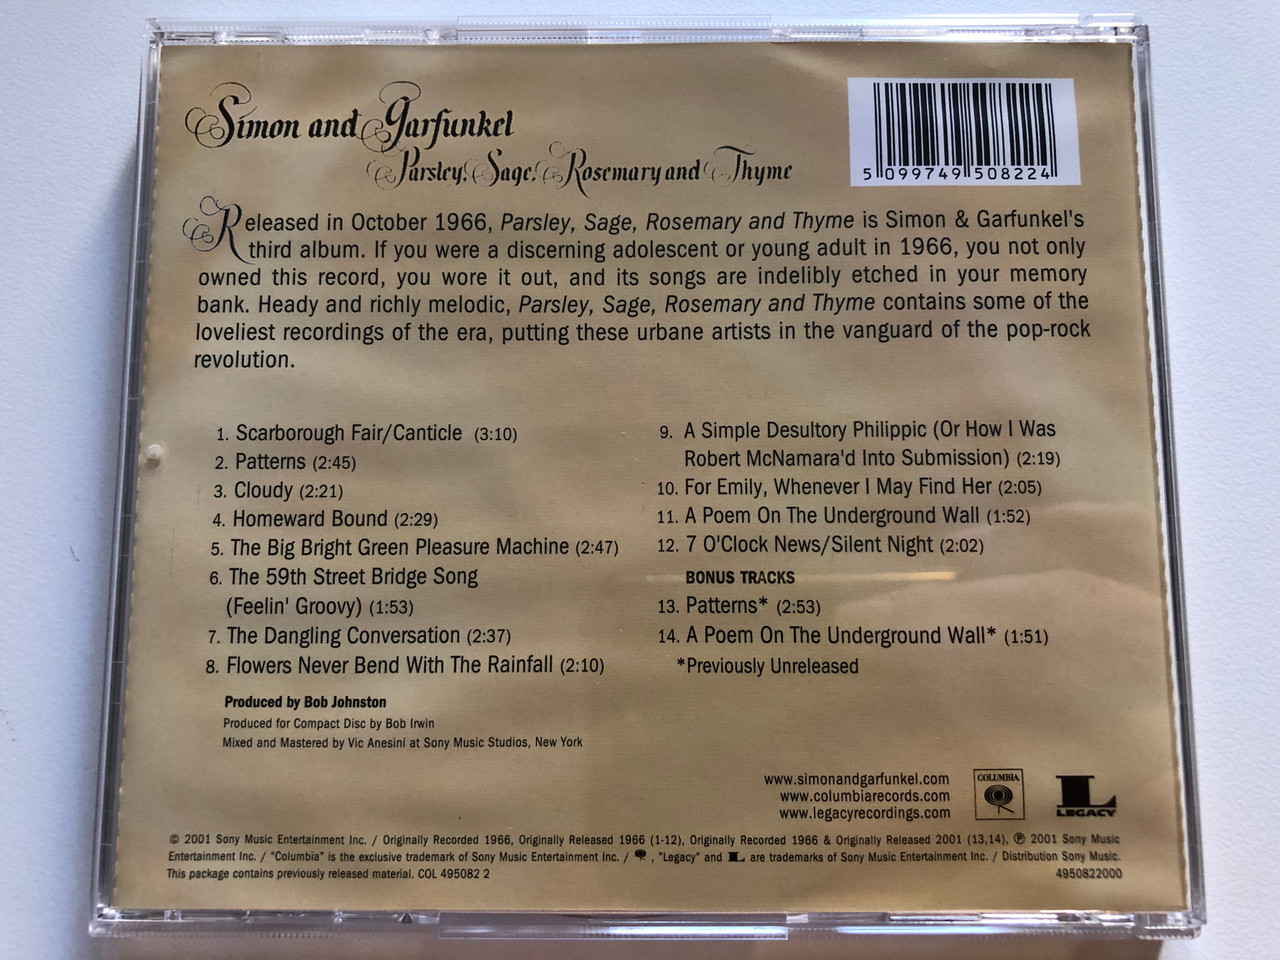 Simon and Garfunkel
Parsley, Sage, Rosemary and Thyme
5 099749 508224
Released in October 1966, Parsley, Sage, Rosemary and Thyme is Simon & Garfunkel's
third album. If you were a discerning adolescent or young adult in 1966, you not only
owned this record, you wore it out, and its songs are indelibly etched in your memory
bank. Heady and richly melodic, Parsley, Sage, Rosemary and Thyme contains some of the
loveliest recordings of the era, putting these urbane artists in the vanguard of the pop-rock
revolution.
1. Scarborough Fair/Canticle (3:10)
2. Patterns (2:45)
3. Cloudy (2:21)
4. Homeward Bound (2:29)
5. The Big Bright Green Pleasure Machine (2:47)
6. The 59th Street Bridge Song
(Feelin' Groovy) (1:53)
7. The Dangling Conversation (2:37)
8. Flowers Never Bend With The Rainfall (2:10)
9. A Simple Desultory Philippic (Or How I Was
Robert McNamara'd Into Submission) (2:19)
10. For Emily, Whenever I May Find Her (2:05)
11. A Poem On The Underground Wall (1:52)
12. 7 O'Clock News/Silent Night (2:02)
BONUS TRACKS
13. Patterns* (2:53)
14. A Poem On The Underground Wall* (1:51)
*Previously Unreleased
Produced by Bob Johnston
Produced for Compact Disc by Bob Irwin
Mixed and Mastered by Vic Anesini at Sony Music Studios, New York
www.simonandgarfunkel.com
www.columbiarecords.com
www.legacyrecordings.com
COLUMBIA
L
LEGACY
© 2001 Sony Music Entertainment Inc. / Originally Recorded 1966, Originally Released 1966 (1-12), Originally Recorded 1966 & Originally Released 2001 (13,14), ℗ 2001 Sony Music
Entertainment Inc. / "Columbia" is the exclusive trademark of Sony Music Entertainment Inc. / , "Legacy" and L are trademarks of Sony Music Entertainment Inc. / Distribution Sony Music.
This package contains previously released material. COL 495082 2
4950822000